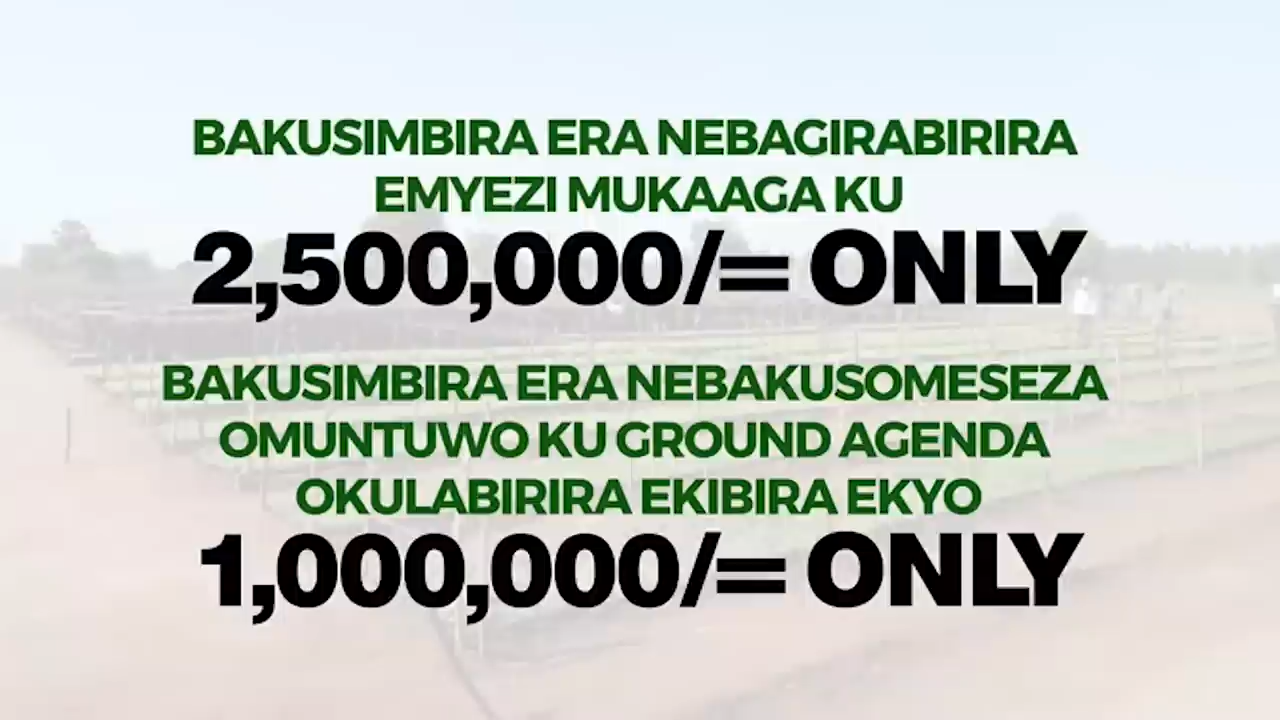 BAKUSIMBIRA ERA NEBAGIRABIRIRA
EMYEZI MUKAAGA KU
2,500,000/= ONLY
BAKUSIMBIRA ERA NEBAKUSOMESEZA
OMUNTUWO KU GROUND AGENDA
OKULABIRIRA EKIBIRA EKYO
1,000,000/= ONLY